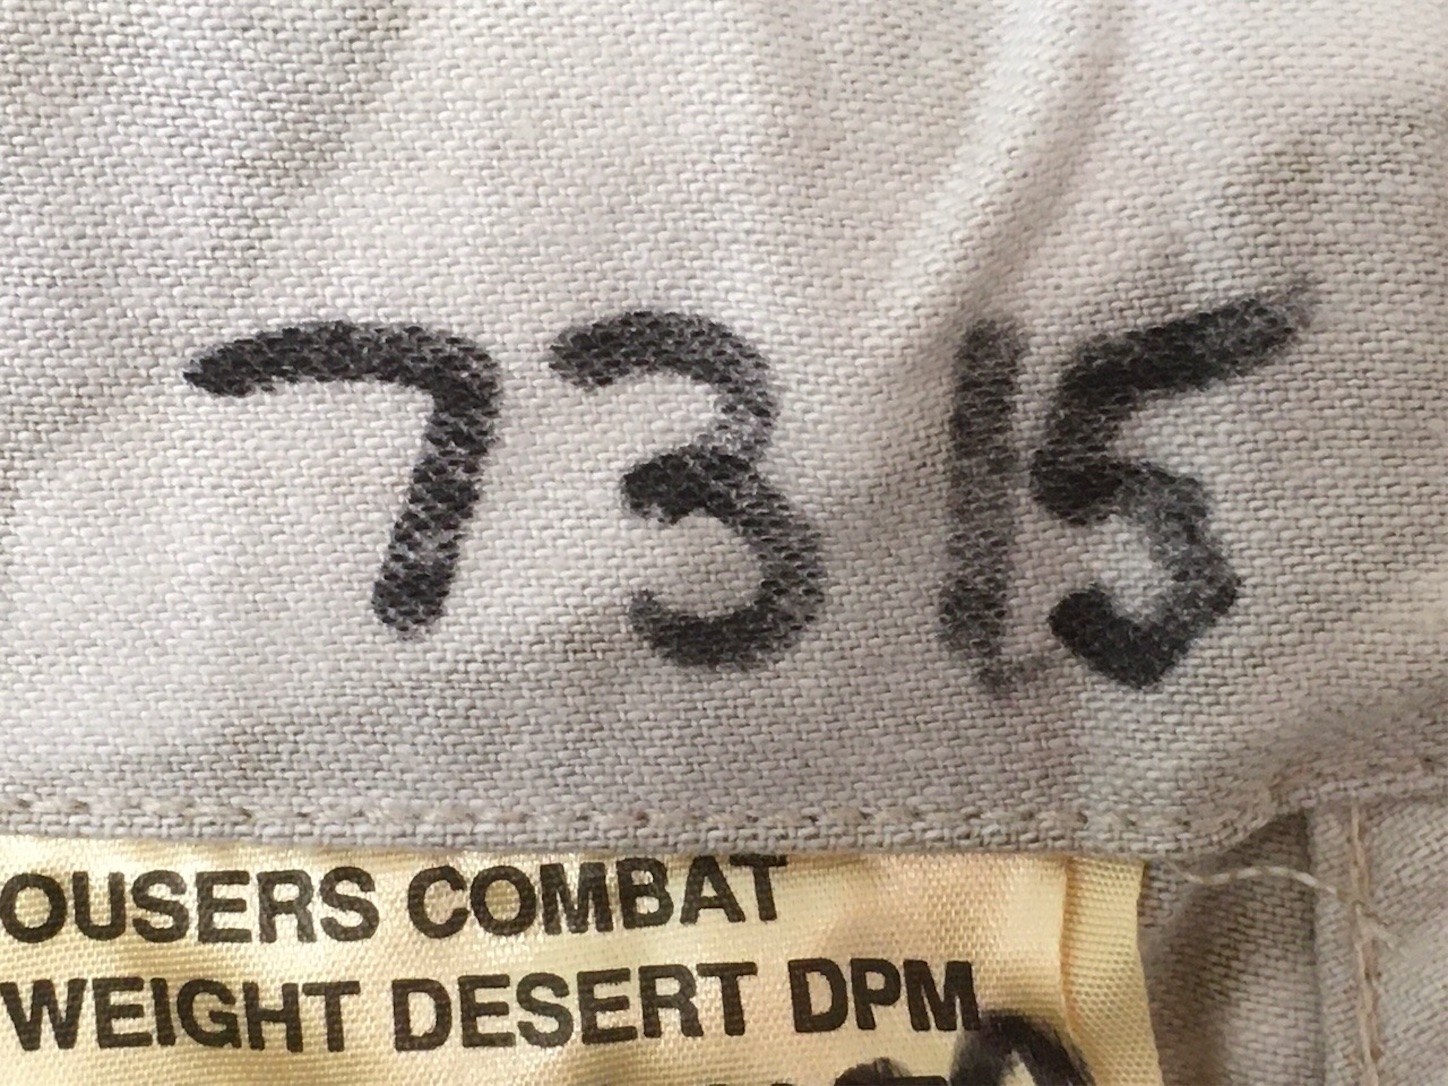 7315
OUSERS COMBAT
WEIGHT DESERT DPM